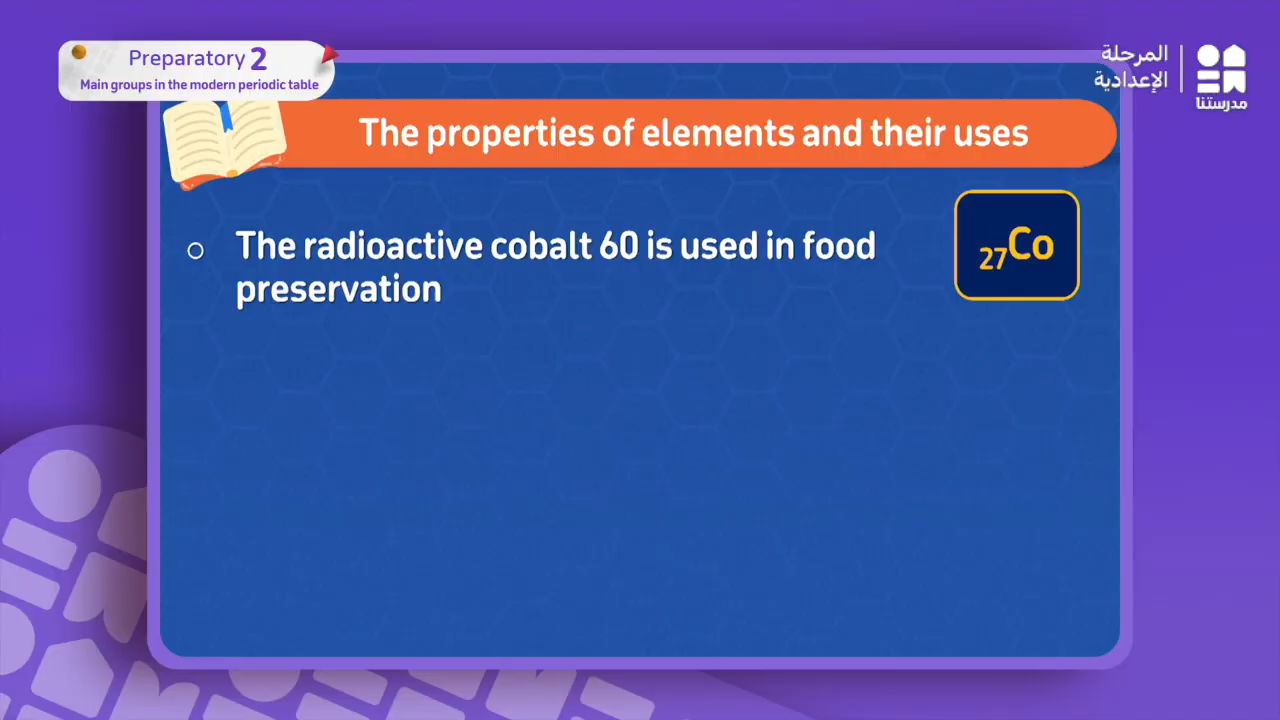 Preparatory 2
Main groups in the modern periodic table
المرحلة
الإعدادية
مدرستنا
The properties of elements and their uses
The radioactive cobalt 60 is used in food
preservation
27Co